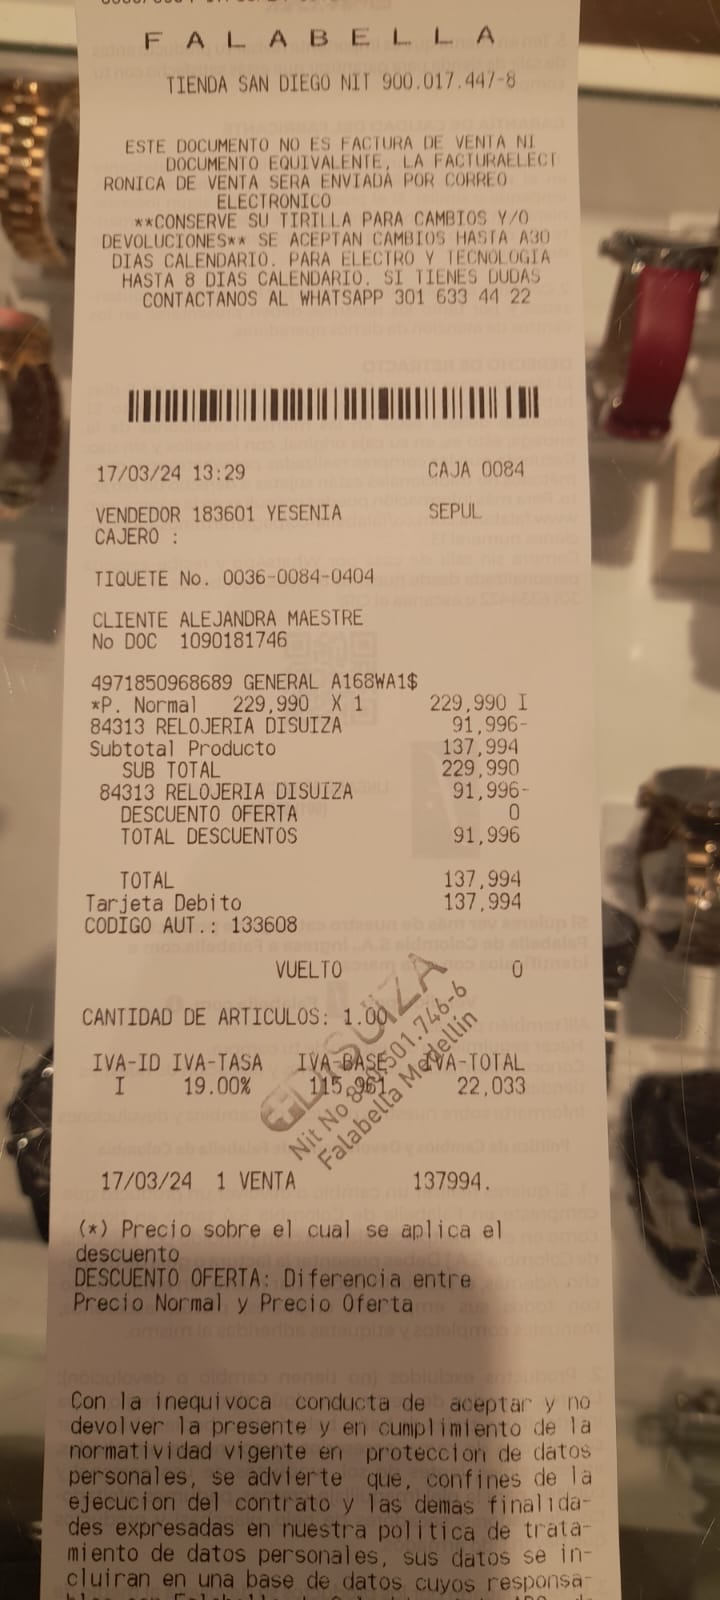 F A L A B E L L A
TIENDA SAN DIEGO NIT 900.017.447-8
ESTE DOCUMENTO NO ES FACTURA DE VENTA NI
DOCUMENTO EQUIVALENTE, LA FACTURAELECT
RONICA DE VENTA SERA ENVIADA POR CORREO
ELECTRONICO
**CONSERVE SU TIRILLA PARA CAMBIOS Y/O
DEVOLUCIONES** SE ACEPTAN CAMBIOS HASTA A30
DIAS CALENDARIO. PARA ELECTRO Y TECNOLOGIA
HASTA 8 DIAS CALENDARIO. SI TIENES DUDAS
CONTACTANOS AL WHATSAPP 301 633 44 22
17/03/24 13:29 CAJA 0084
VENDEDOR 183601 YESENIA SEPUL
CAJERO :
TIQUETE No. 0036-0084-0404
CLIENTE ALEJANDRA MAESTRE
No DOC 1090181746
4971850968689 GENERAL A168WA1$
*P. Normal 229,990 X 1 229,990 I
84313 RELOJERIA DISUIZA 91,996-
Subtotal Producto 137,994
SUB TOTAL 229,990
84313 RELOJERIA DISUIZA 91,996-
DESCUENTO OFERTA 0
TOTAL DESCUENTOS 91,996
TOTAL 137,994
Tarjeta Debito 137,994
CODIGO AUT.: 133608
VUELTO 0
CANTIDAD DE ARTICULOS: 1.00
IVA-ID IVA-TASA IVA-BASE IVA-TOTAL
I 19.00% 115,961 22,033
DISUIZA
Falabella Medellín
17/03/24 1 VENTA 137994.
(*) Precio sobre el cual se aplica el
descuento
DESCUENTO OFERTA: Diferencia entre
Precio Normal y Precio Oferta
Con la inequivoca conducta de aceptar y no
devolver la presente y en cumplimiento de la
normatividad vigente en proteccion de datos
personales, se advierte que, confines de la
ejecucion del contrato y las demas finalida-
des expresadas en nuestra politica de trata-
miento de datos personales, sus datos se in-
cluiran en una base de datos cuyos responsa-